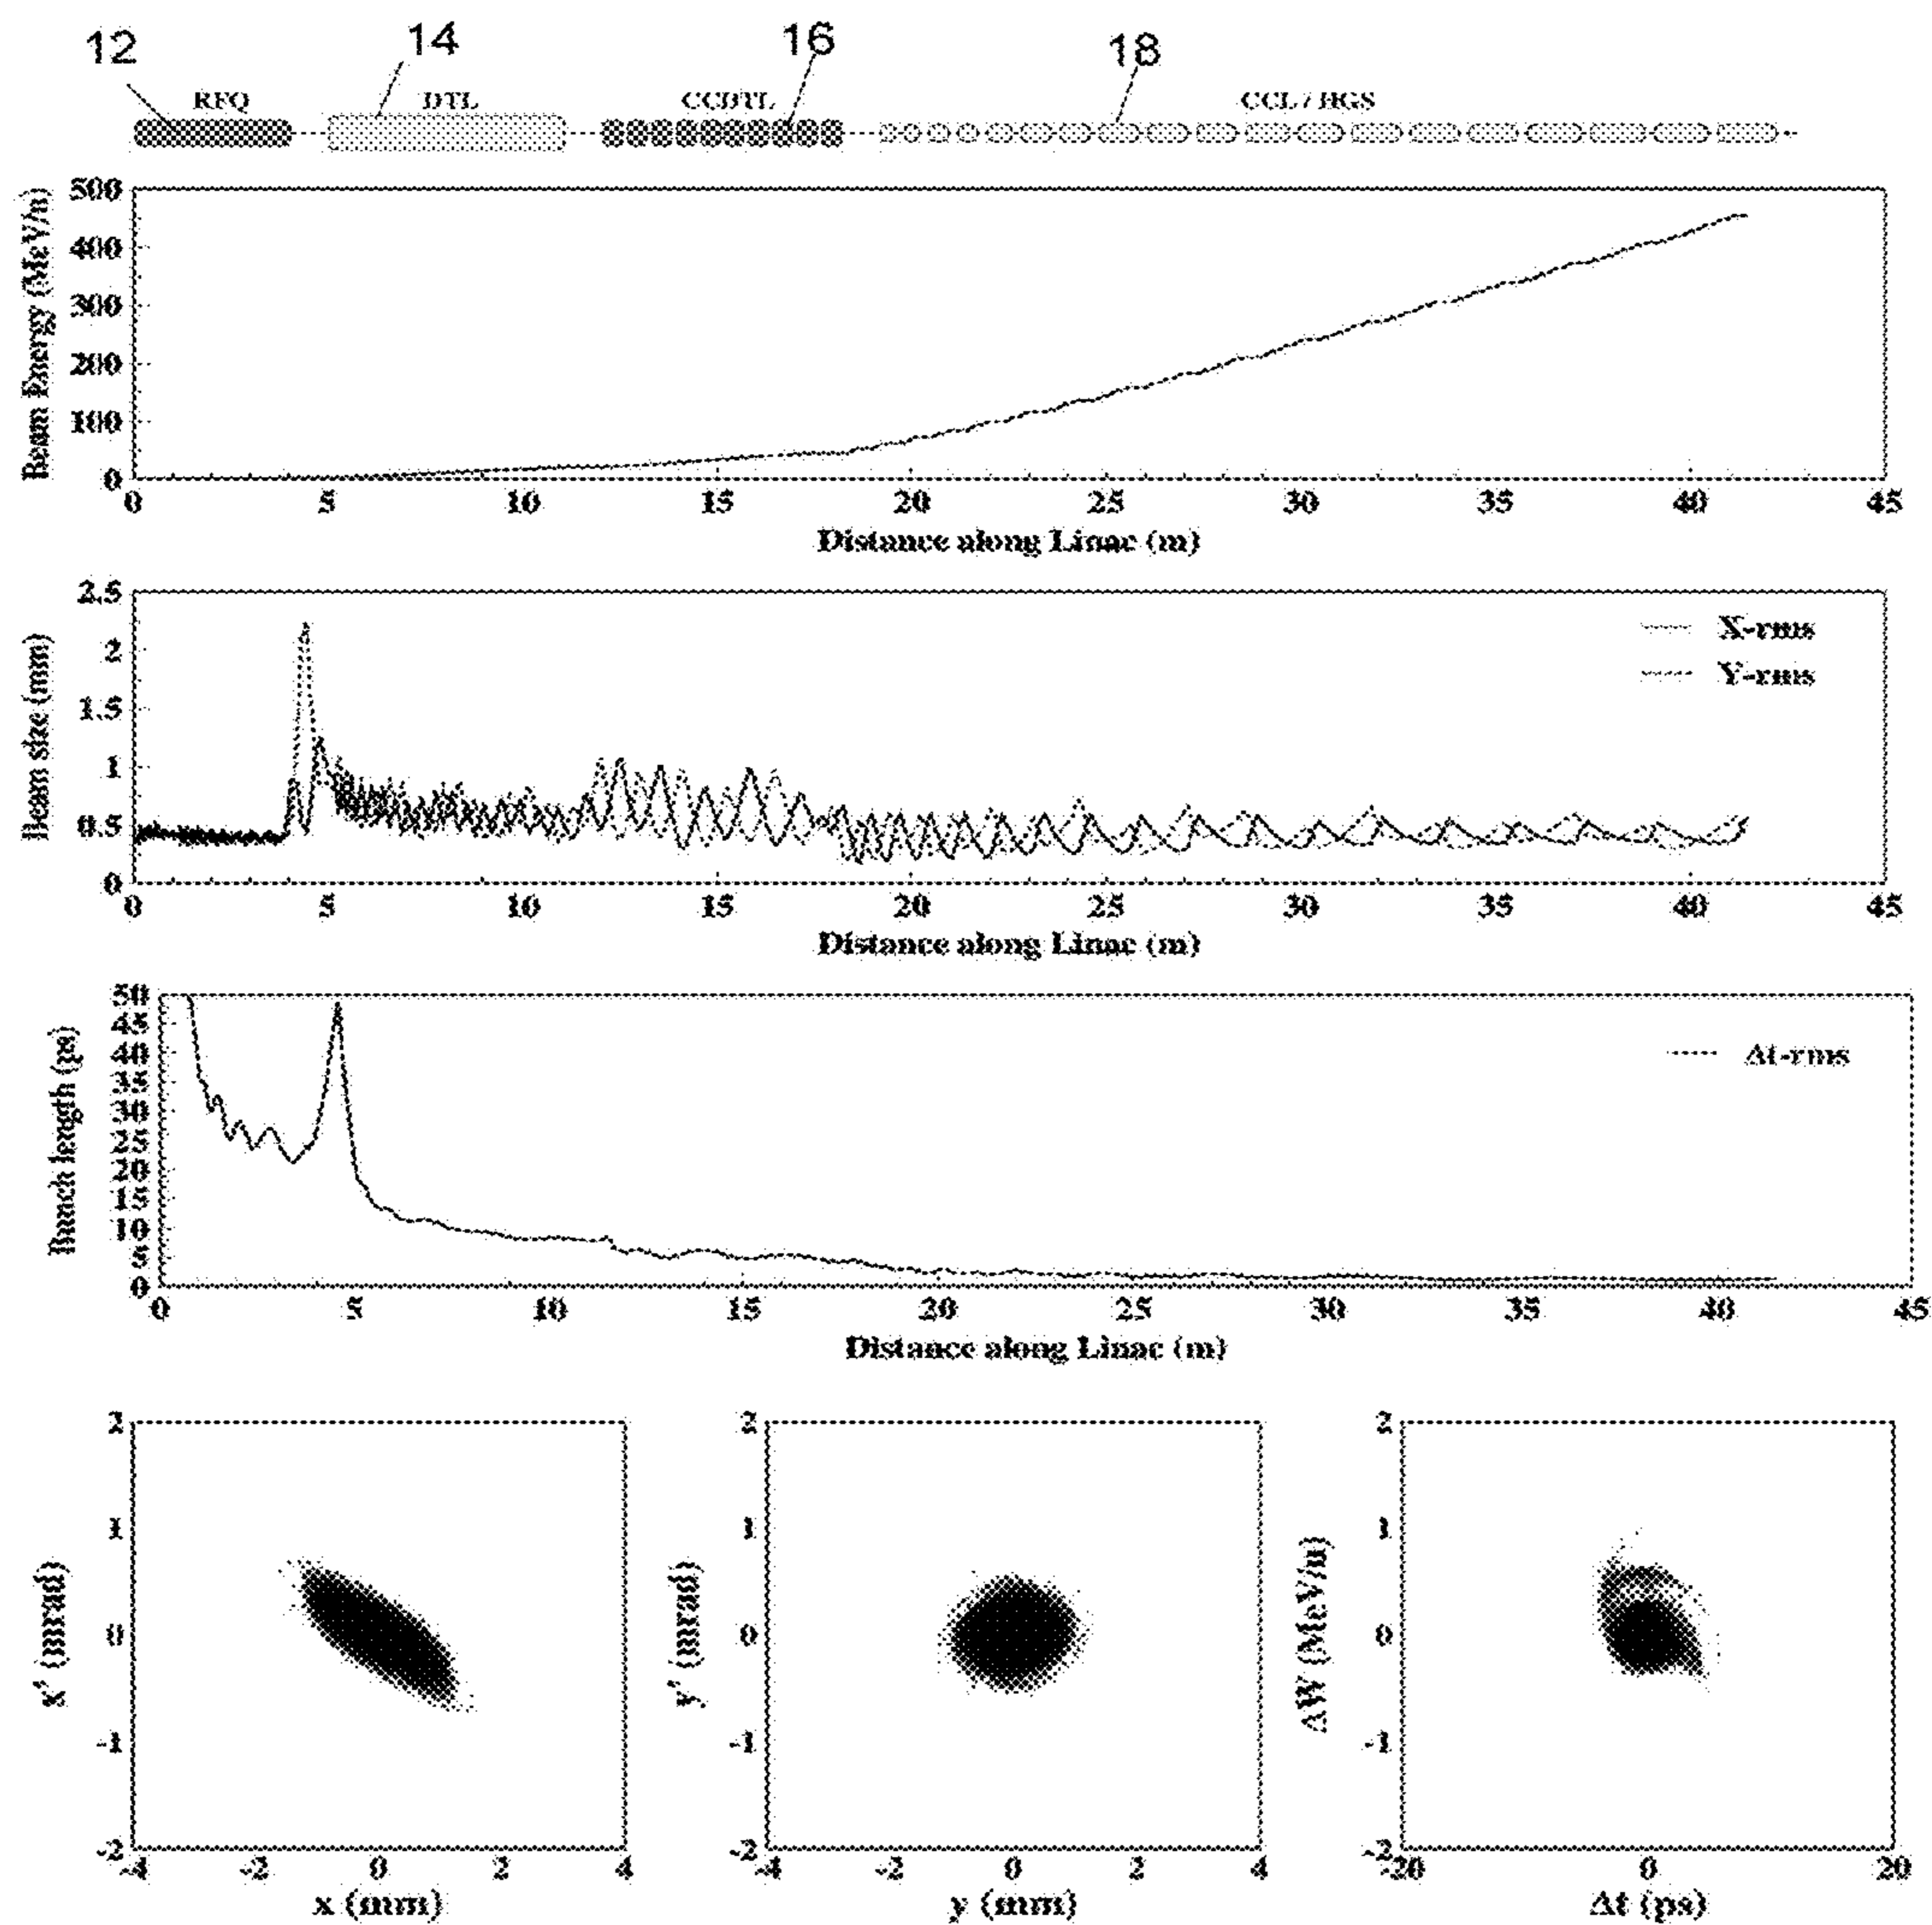 12 14 16 18
RFQ DTL CCDTL CCL / HGS
Beam Energy (MeV/n)
500
400
300
200
100
0
0 5 10 15 20 25 30 35 40 45
Distance along Linac (m)
Beam size (mm)
2.5
2
1.5
1
0.5
0
X-rms
Y-rms
0 5 10 15 20 25 30 35 40 45
Distance along Linac (m)
Bunch length (ps)
50
45
40
35
30
25
20
15
10
5
0
Δt-rms
0 5 10 15 20 25 30 35 40 45
Distance along Linac (m)
x' (mrad)
2
1
0
-1
-2
-4 -2 0 2 4
x (mm)
y' (mrad)
2
1
0
-1
-2
-4 -2 0 2 4
y (mm)
ΔW (MeV/n)
2
1
0
-1
-2
-20 0 20
Δt (ps)